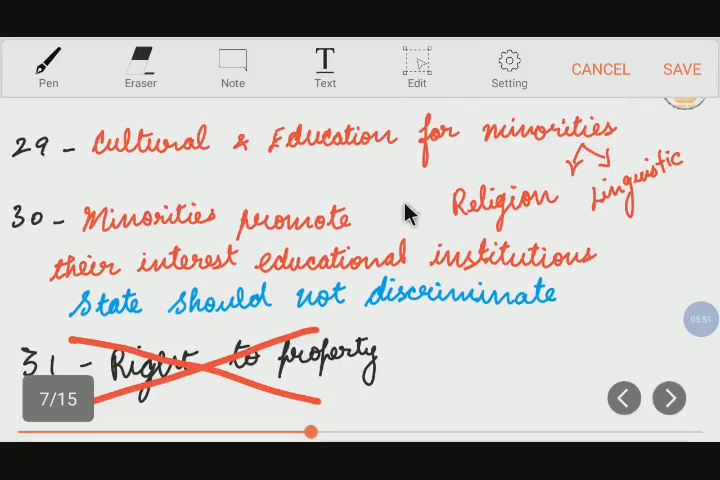 Pen Eraser Note Text Edit Setting CANCEL SAVE
29 - Cultural & Education for minorities
Religion Linguistic
30 - Minorities promote
their interest educational institutions
State should not discriminate
31 - Right to property
05:51
7/15